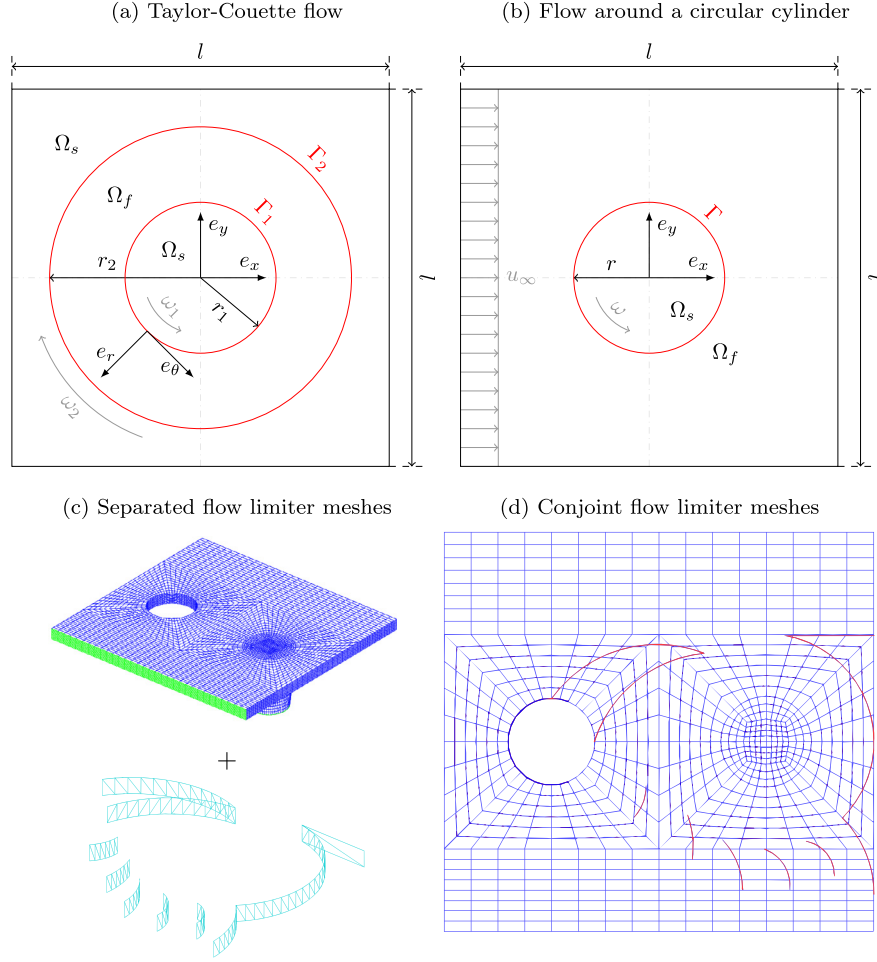 (a) Taylor-Couette flow
l
Ω_s
Γ_2
Ω_f
Γ_1
e_y
Ω_s
r_2
e_x
ω_1
r_1
e_r
e_θ
ω_2
l
(b) Flow around a circular cylinder
l
Γ
e_y
r
e_x
u_∞
ω
Ω_s
Ω_f
l
(c) Separated flow limiter meshes
+
(d) Conjoint flow limiter meshes